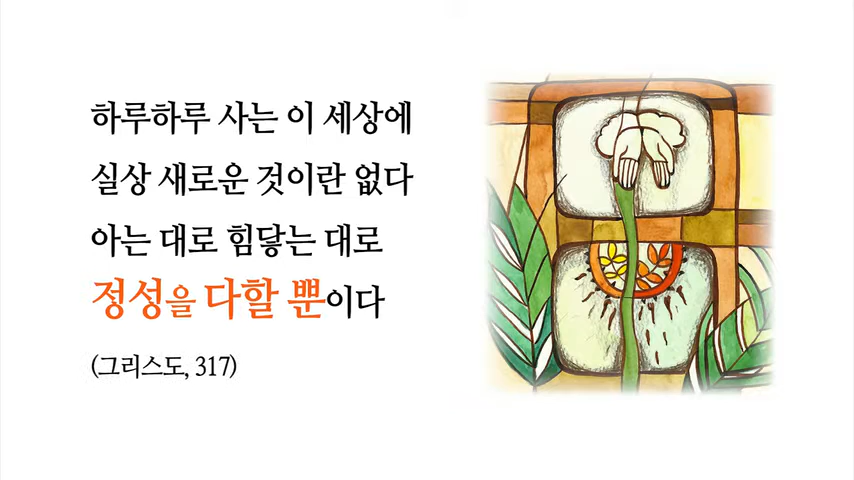 하루하루 사는 이 세상에
실상 새로운 것이란 없다
아는 대로 힘닿는 대로
정성을 다할 뿐이다
(그리스도, 317)